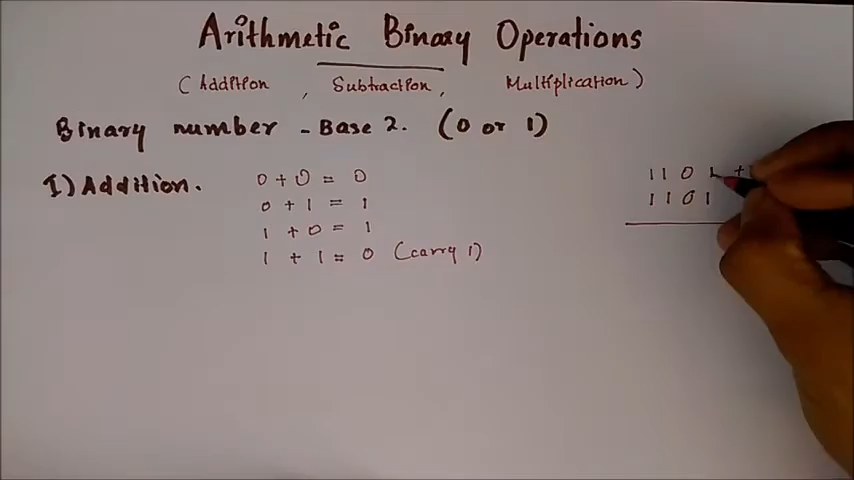 Arithmetic Binary Operations
(Addition, Subtraction, Multiplication)
Binary number - Base 2. (0 or 1)
I) Addition.
0 + 0 = 0
0 + 1 = 1
1 + 0 = 1
1 + 1 = 0 (carry 1)
1 1 0 1 +
1 1 0 1